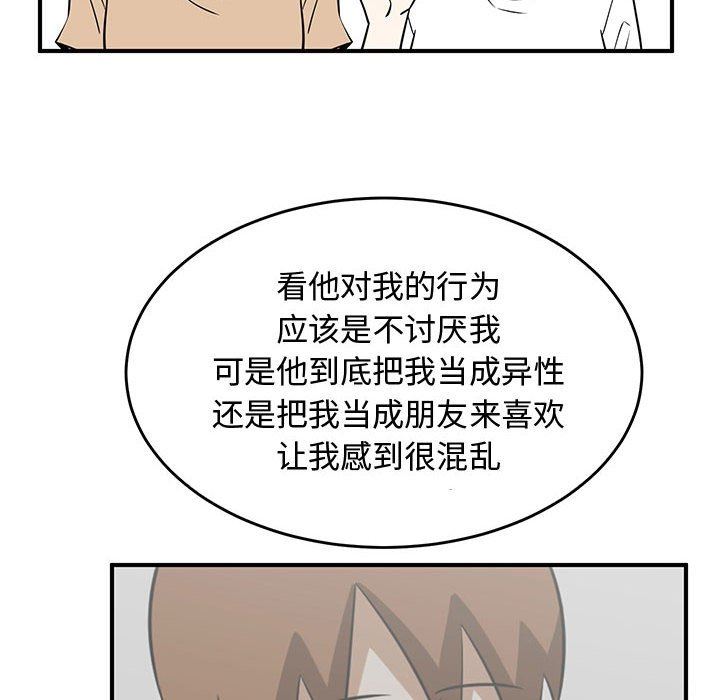 看他对我的行为
应该是不讨厌我
可是他到底把我当成异性
还是把我当成朋友来喜欢
让我感到很混乱